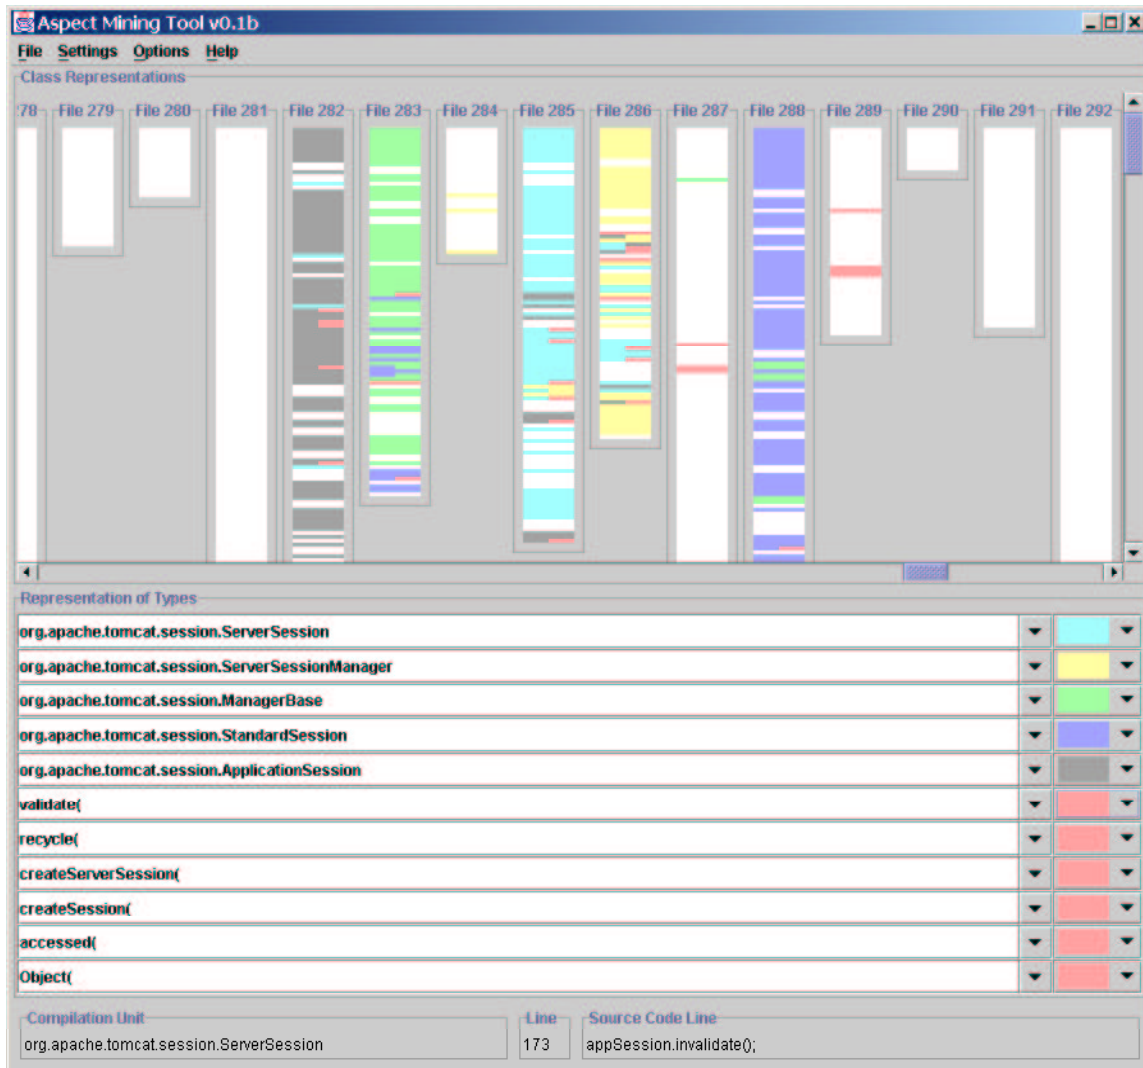 Aspect Mining Tool v0.1b
File Settings Options Help
Class Representations
78 File 279 File 280 File 281 File 282 File 283 File 284 File 285 File 286 File 287 File 288 File 289 File 290 File 291 File 292
Representation of Types
org.apache.tomcat.session.ServerSession
org.apache.tomcat.session.ServerSessionManager
org.apache.tomcat.session.ManagerBase
org.apache.tomcat.session.StandardSession
org.apache.tomcat.session.ApplicationSession
validate(
recycle(
createServerSession(
createSession(
accessed(
Object(
Compilation Unit Line Source Code Line
org.apache.tomcat.session.ServerSession 173 appSession.invalidate();